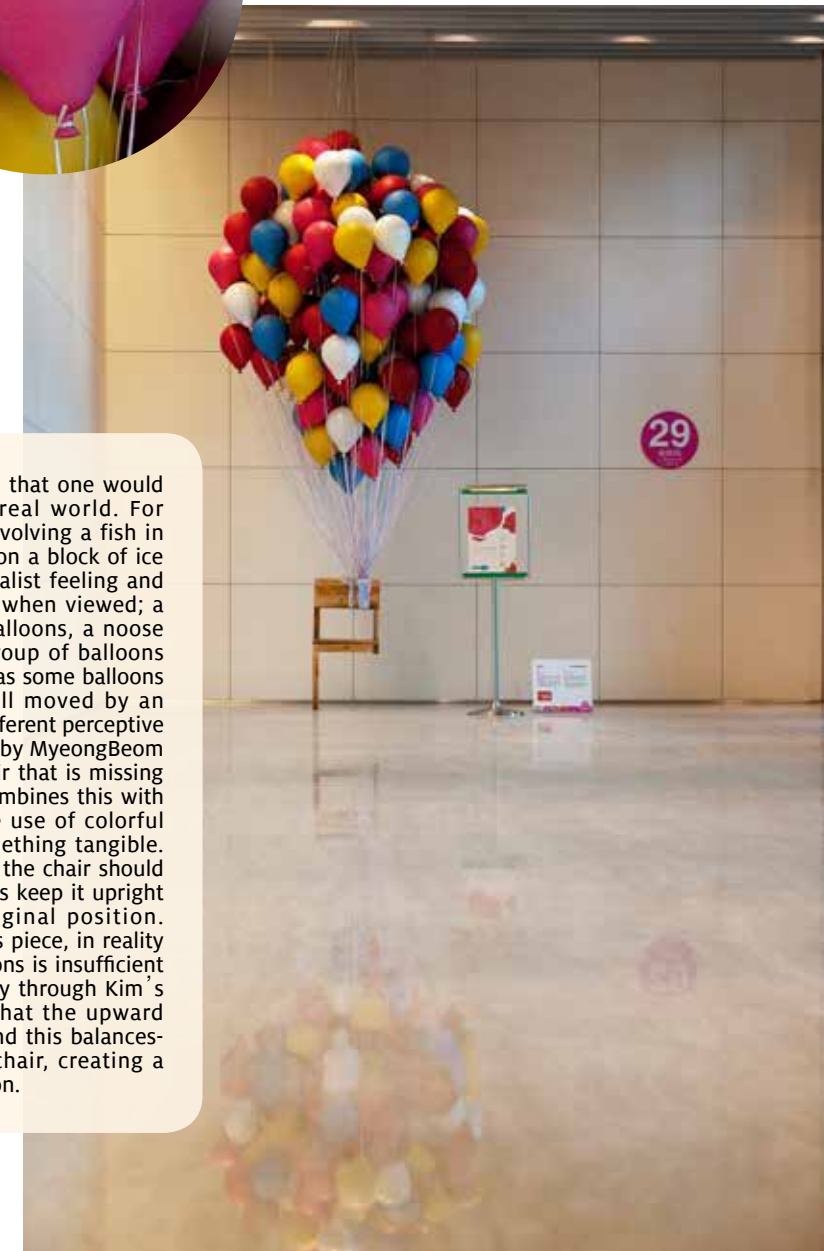 29
that one would
real world. For
volving a fish in
on a block of ice
alist feeling and
when viewed; a
alloons, a noose
roup of balloons
as some balloons
ll moved by an
fferent perceptive
by MyeongBeom
r that is missing
mbines this with
use of colorful
ething tangible.
the chair should
s keep it upright
ginal position.
s piece, in reality
ons is insufficient
y through Kim's
hat the upward
nd this balances-
chair, creating a
on.